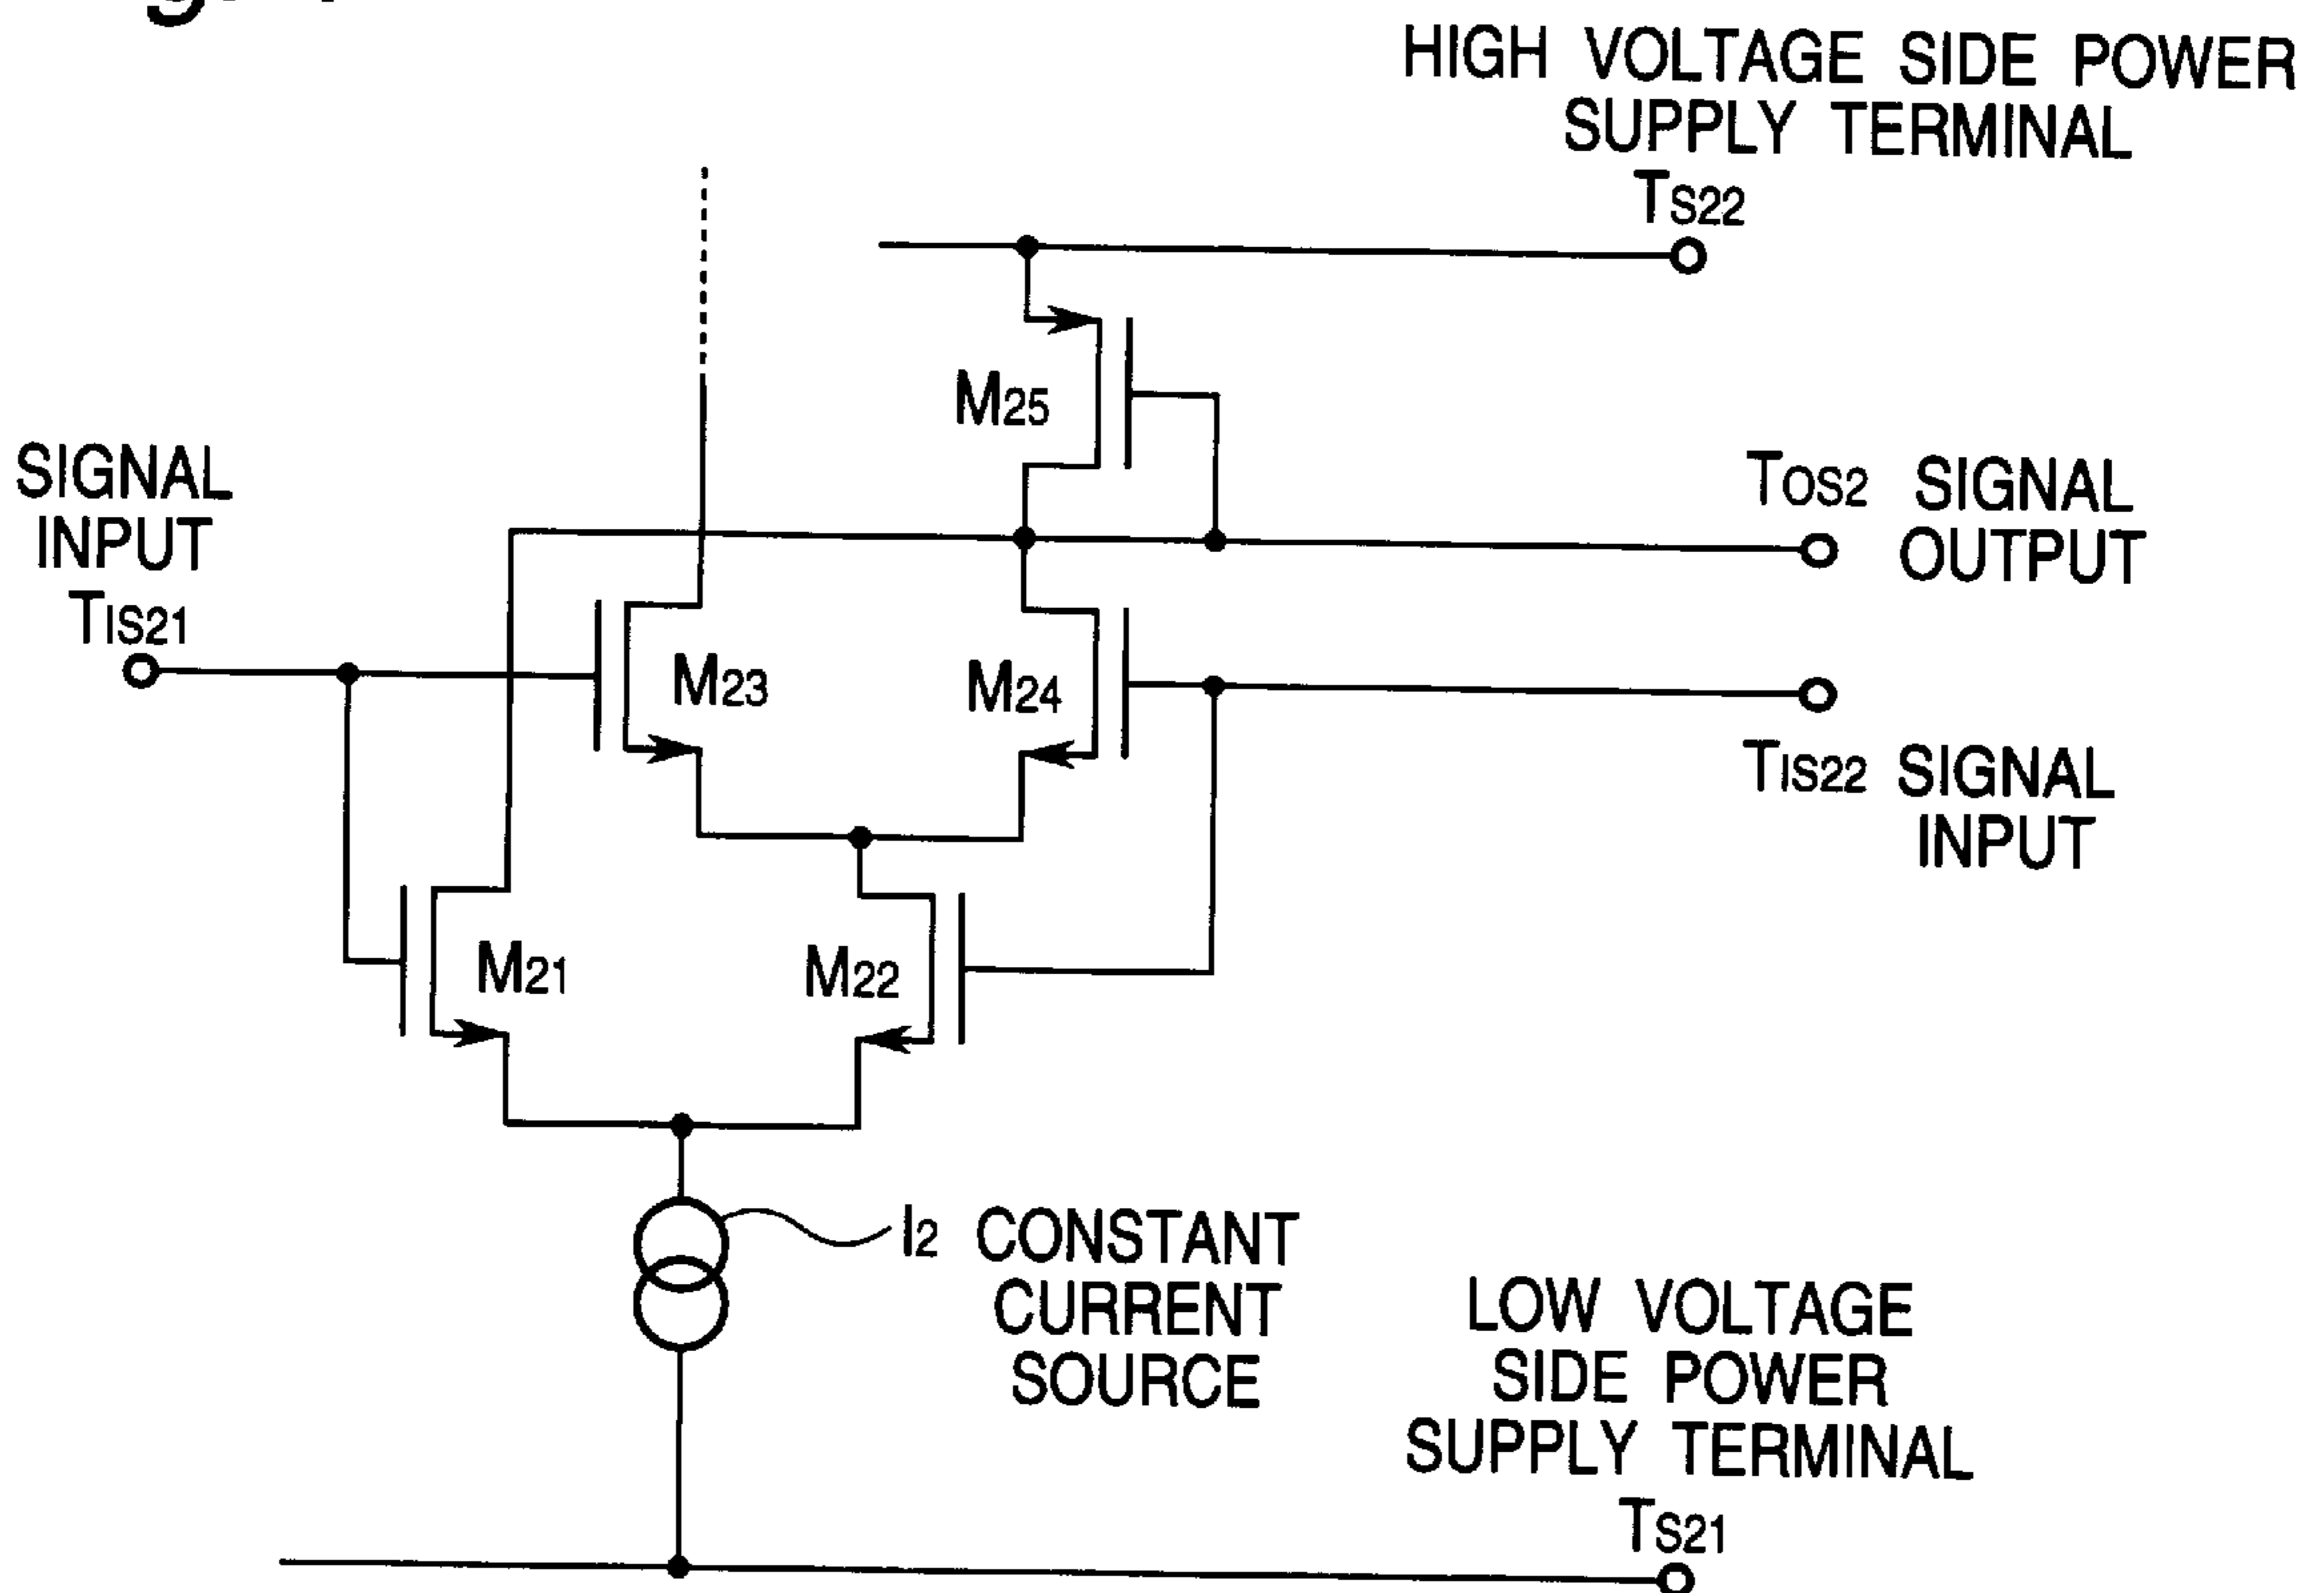 HIGH VOLTAGE SIDE POWER
SUPPLY TERMINAL
TS22
M25
SIGNAL
INPUT
TIS21
TOS2 SIGNAL
OUTPUT
M23
M24
TIS22 SIGNAL
INPUT
M21
M22
I2 CONSTANT
CURRENT
SOURCE
LOW VOLTAGE
SIDE POWER
SUPPLY TERMINAL
TS21